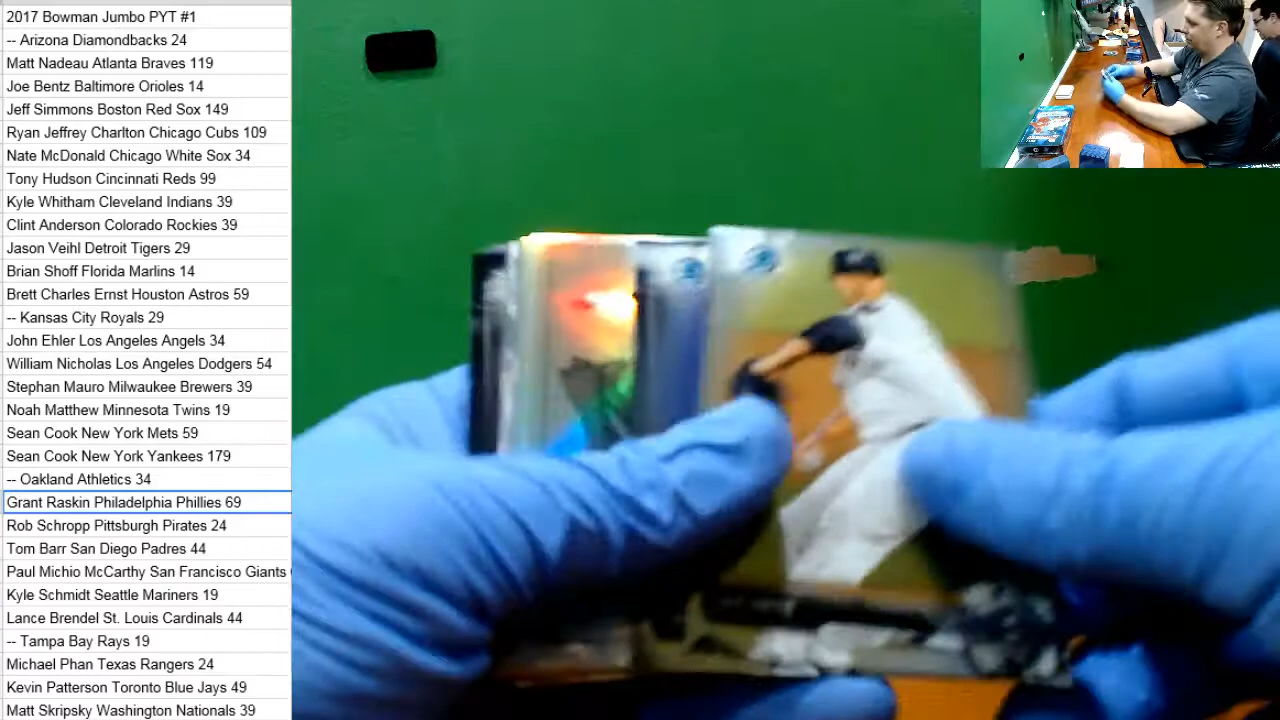 2017 Bowman Jumbo PYT #1
-- Arizona Diamondbacks 24
Matt Nadeau Atlanta Braves 119
Joe Bentz Baltimore Orioles 14
Jeff Simmons Boston Red Sox 149
Ryan Jeffrey Charlton Chicago Cubs 109
Nate McDonald Chicago White Sox 34
Tony Hudson Cincinnati Reds 99
Kyle Whitham Cleveland Indians 39
Clint Anderson Colorado Rockies 39
Jason Veihl Detroit Tigers 29
Brian Shoff Florida Marlins 14
Brett Charles Ernst Houston Astros 59
-- Kansas City Royals 29
John Ehler Los Angeles Angels 34
William Nicholas Los Angeles Dodgers 54
Stephan Mauro Milwaukee Brewers 39
Noah Matthew Minnesota Twins 19
Sean Cook New York Mets 59
Sean Cook New York Yankees 179
-- Oakland Athletics 34
Grant Raskin Philadelphia Phillies 69
Rob Schropp Pittsburgh Pirates 24
Tom Barr San Diego Padres 44
Paul Michio McCarthy San Francisco Giants
Kyle Schmidt Seattle Mariners 19
Lance Brendel St. Louis Cardinals 44
-- Tampa Bay Rays 19
Michael Phan Texas Rangers 24
Kevin Patterson Toronto Blue Jays 49
Matt Skripsky Washington Nationals 39